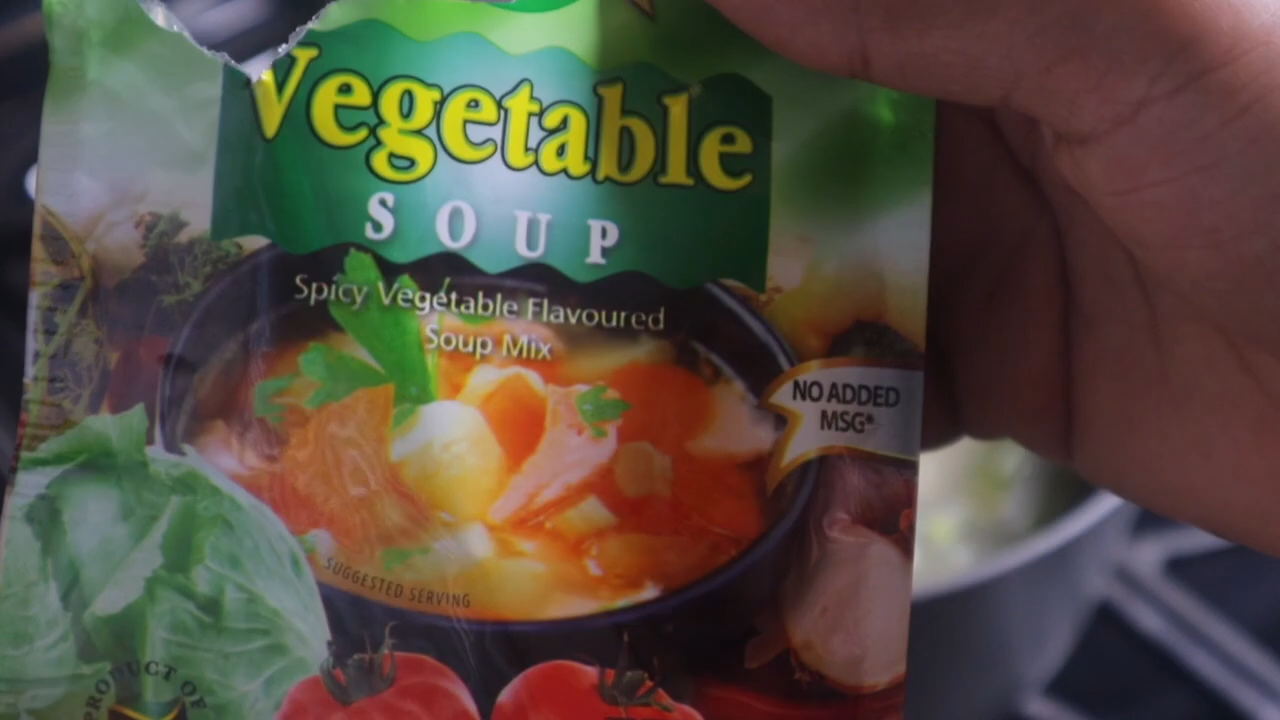 Vegetable
SOUP
Spicy Vegetable Flavoured
Soup Mix
NO ADDED
MSG*
SUGGESTED SERVING
PRODUCT OF